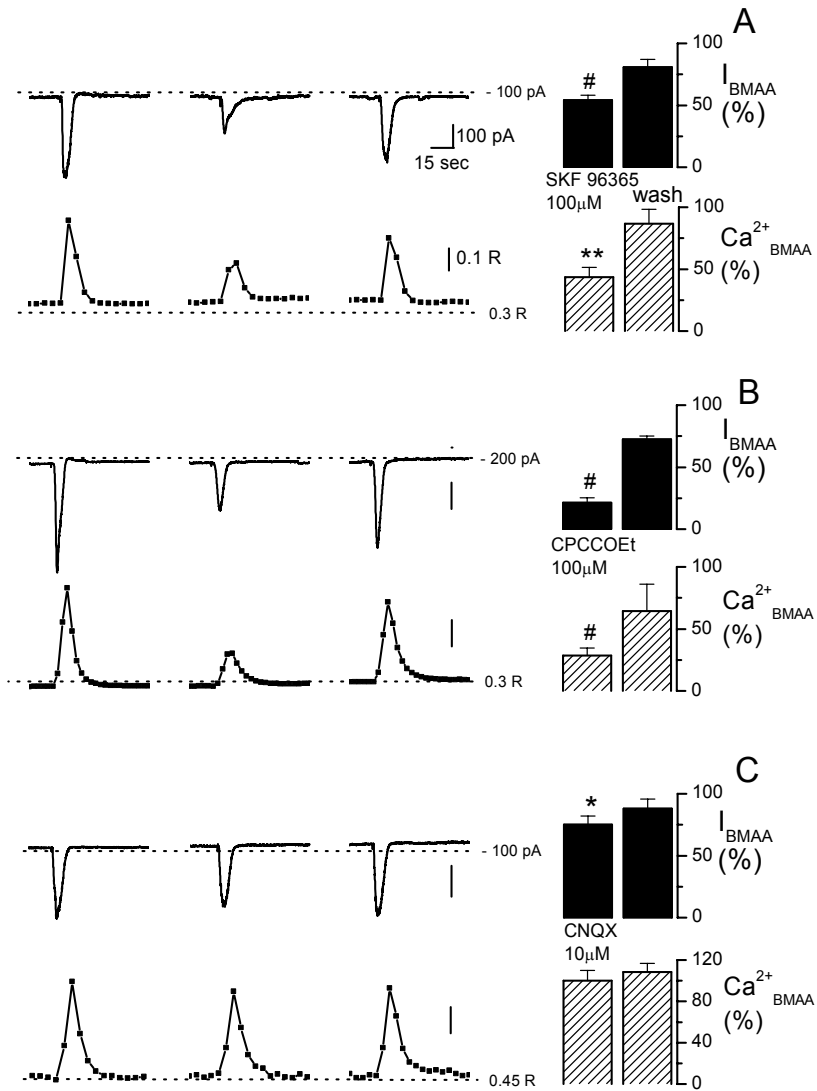 A
100
I BMAA
50
(%)
0
#
- 100 pA
100 pA
15 sec
SKF 96365
100μM
wash
100
Ca2+ BMAA
50
(%)
0
**
0.1 R
0.3 R
B
100
I BMAA
50
(%)
0
#
- 200 pA
CPCCOEt
100μM
100
Ca2+ BMAA
50
(%)
0
#
0.3 R
C
100
I BMAA
50
(%)
0
*
- 100 pA
CNQX
10μM
120
Ca2+ BMAA
80
(%)
40
0
0.45 R